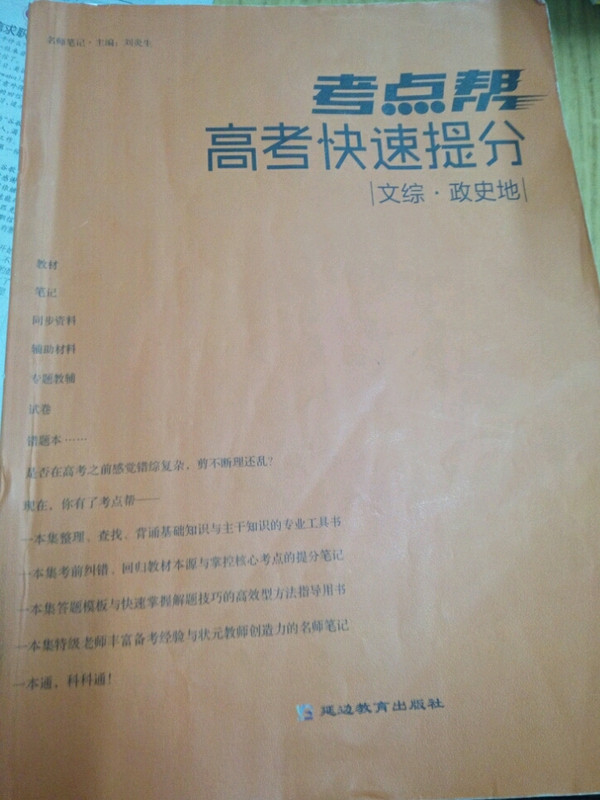 名师笔记·主编：刘炎生
考点帮
高考快速提分
文综·政史地
教材
笔记
同步资料
辅助材料
专题教辅
试卷
错题本……
是否在高考之前感觉错综复杂，剪不断理还乱？
现在，你有了考点帮——
一本集整理、查找、背诵基础知识与主干知识的专业工具书
一本集考前纠错、回归教材本源与掌控核心考点的提分笔记
一本集答题模板与快速掌握解题技巧的高效型方法指导用书
一本集特级老师丰富备考经验与状元教师创造力的名师笔记
一本通，科科通！
延边教育出版社